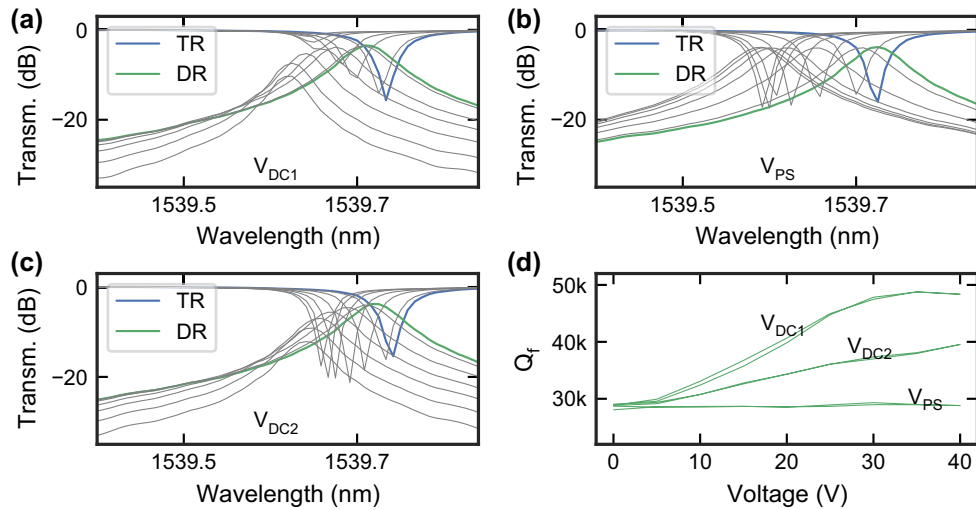 (a)
0
−20
Transm. (dB)
TR
DR
V_DC1
1539.5 1539.7
Wavelength (nm)
(b)
0
−20
Transm. (dB)
TR
DR
V_PS
1539.5 1539.7
Wavelength (nm)
(c)
0
−20
Transm. (dB)
TR
DR
V_DC2
1539.5 1539.7
Wavelength (nm)
(d)
50k
40k
30k
Q_f
V_DC1
V_DC2
V_PS
0 10 20 30 40
Voltage (V)